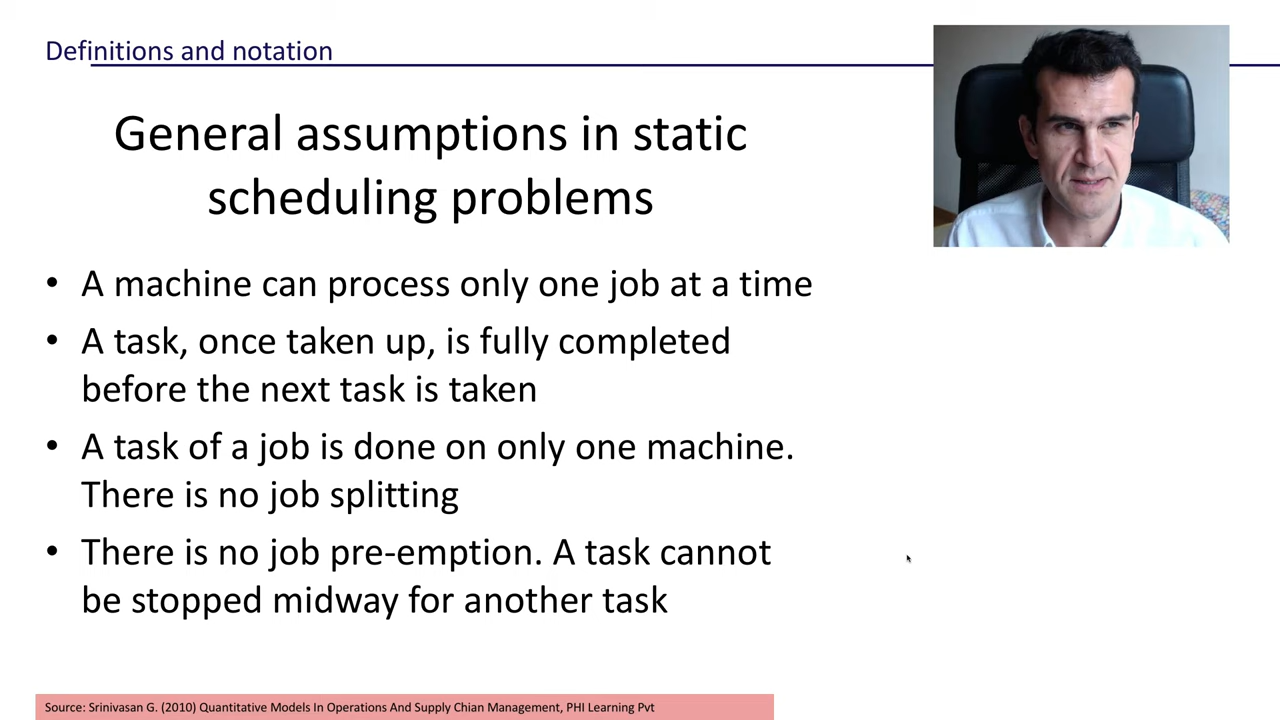 Definitions and notation
General assumptions in static
scheduling problems
• A machine can process only one job at a time
• A task, once taken up, is fully completed
before the next task is taken
• A task of a job is done on only one machine.
There is no job splitting
• There is no job pre-emption. A task cannot
be stopped midway for another task
Source: Srinivasan G. (2010) Quantitative Models In Operations And Supply Chian Management, PHI Learning Pvt